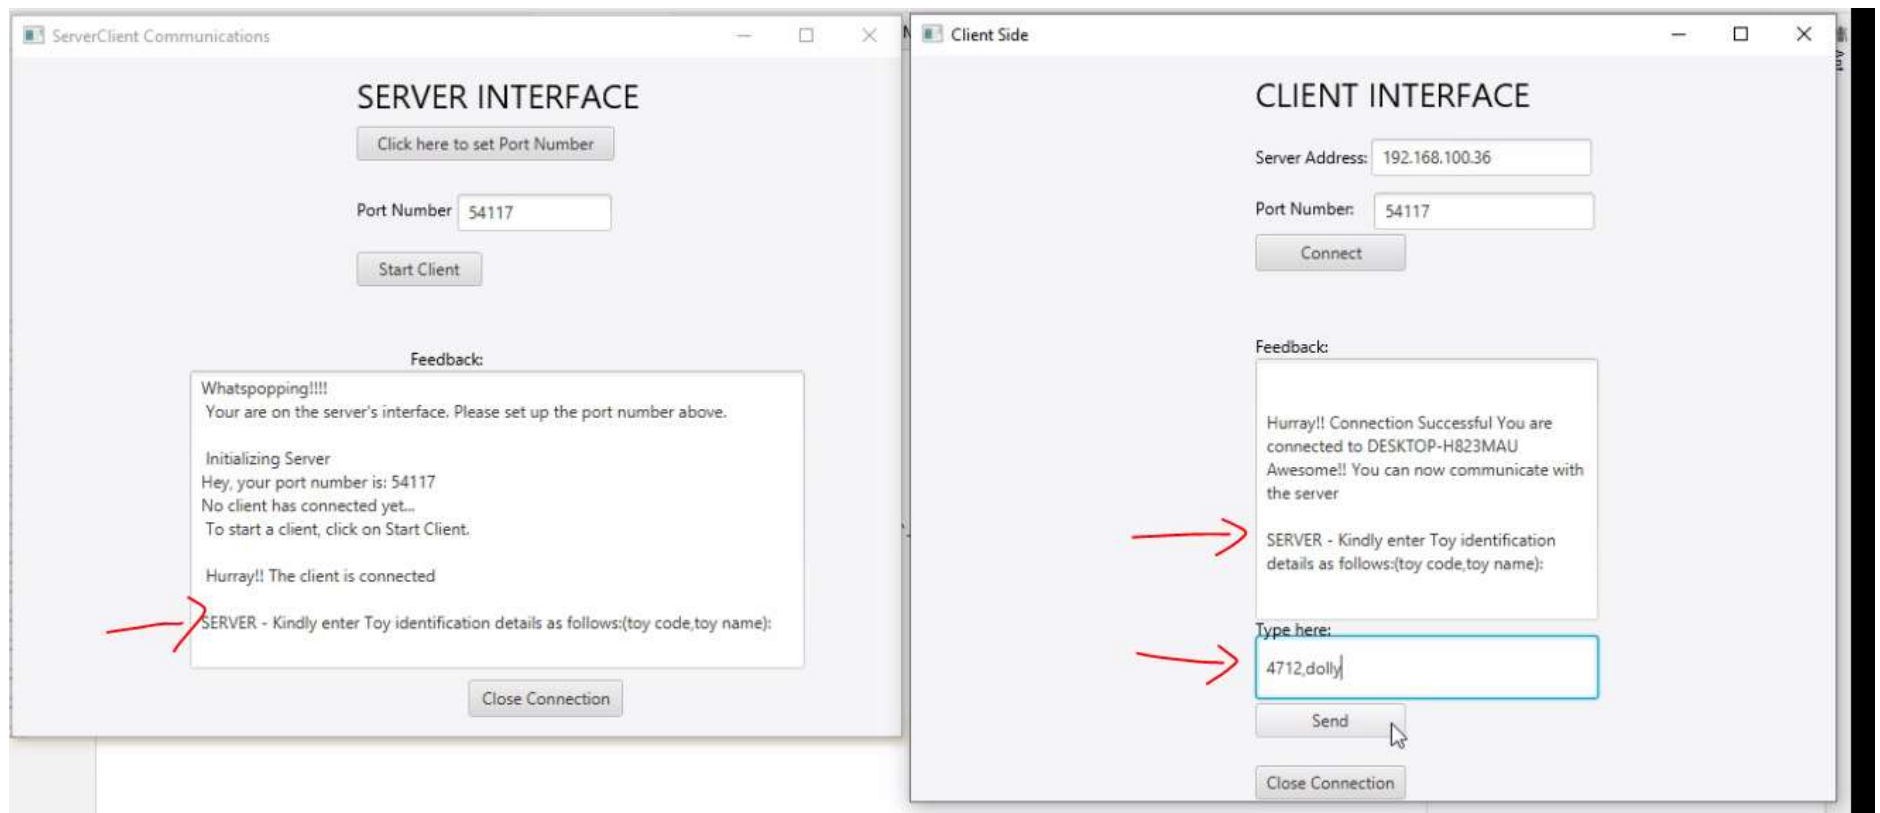 ServerClient Communications
SERVER INTERFACE
Click here to set Port Number
Port Number 54117
Start Client
Feedback:
Whatspopping!!!!
Your are on the server's interface. Please set up the port number above.
Initializing Server
Hey, your port number is: 54117
No client has connected yet...
To start a client, click on Start Client.
Hurray!! The client is connected
SERVER - Kindly enter Toy identification details as follows:(toy code,toy name):
Close Connection
Client Side
CLIENT INTERFACE
Server Address: 192.168.100.36
Port Number: 54117
Connect
Feedback:
Hurray!! Connection Successful You are
connected to DESKTOP-H823MAU
Awesome!! You can now communicate with
the server
SERVER - Kindly enter Toy identification
details as follows:(toy code,toy name):
Type here:
4712,dolly
Send
Close Connection